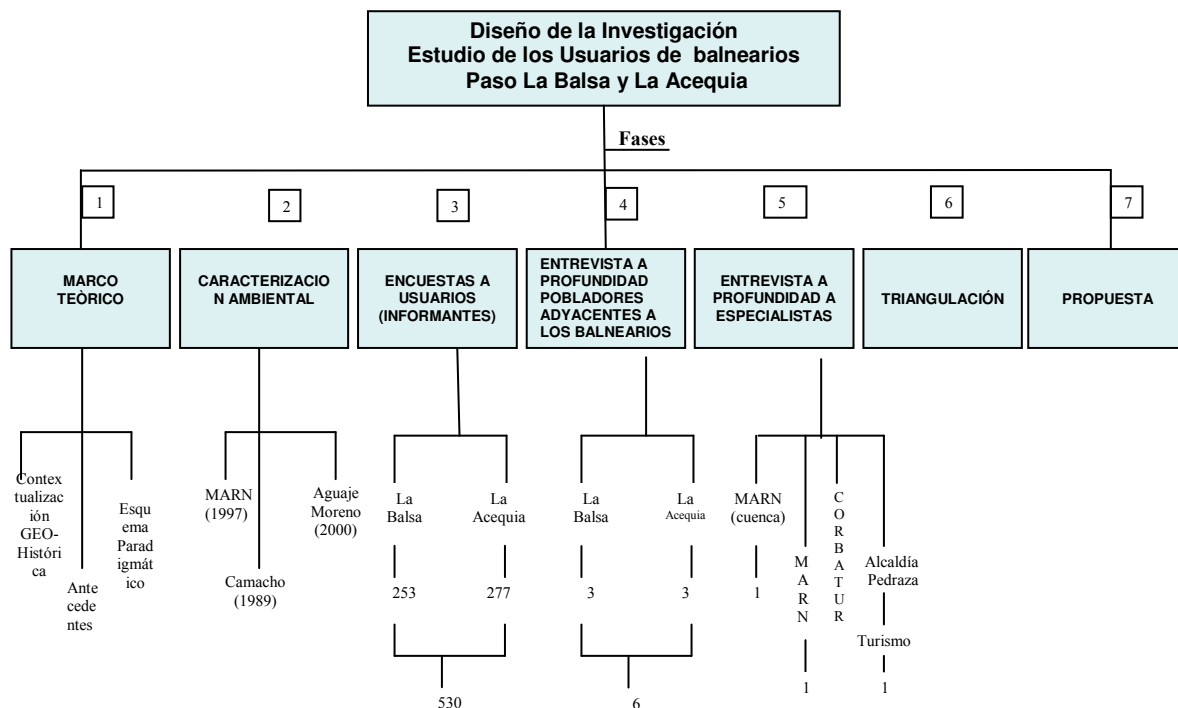 Diseño de la Investigación
Estudio de los Usuarios de balnearios
Paso La Balsa y La Acequia
Fases
1
2
3
4
5
6
7
MARCO
TEÒRICO
CARACTERIZACIO
N AMBIENTAL
ENCUESTAS A
USUARIOS
(INFORMANTES)
ENTREVISTA A
PROFUNDIDAD
POBLADORES
ADYACENTES A
LOS BALNEARIOS
ENTREVISTA A
PROFUNDIDAD A
ESPECIALISTAS
TRIANGULACIÓN
PROPUESTA
Contex
tualizac
ión
GEO-
Históri
ca
Ante
cede
ntes
Esqu
ema
Parad
igmát
ico
MARN
(1997)
Camacho
(1989)
Aguaje
Moreno
(2000)
La
Balsa
253
La
Acequia
277
530
La
Balsa
3
La
Acequia
3
6
MARN
(cuenca)
1
M
A
R
N
1
C
O
R
B
A
T
U
R
Alcaldía
Pedraza
Turismo
1